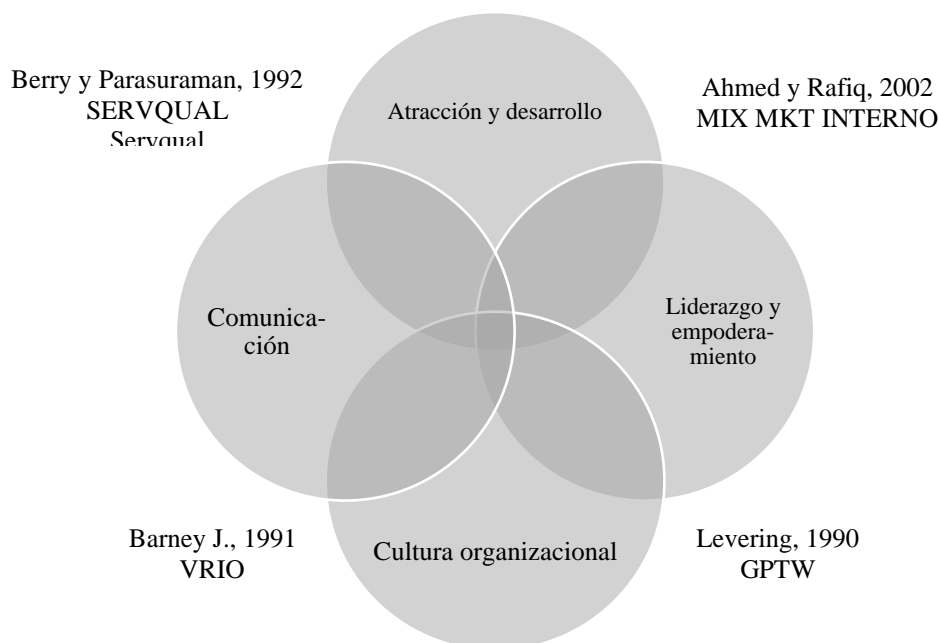 Berry y Parasuraman, 1992
SERVQUAL
Servqual
Atracción y desarrollo
Ahmed y Rafiq, 2002
MIX MKT INTERNO
Comunica-
ción
Liderazgo y
empodera-
miento
Barney J., 1991
VRIO
Cultura organizacional
Levering, 1990
GPTW